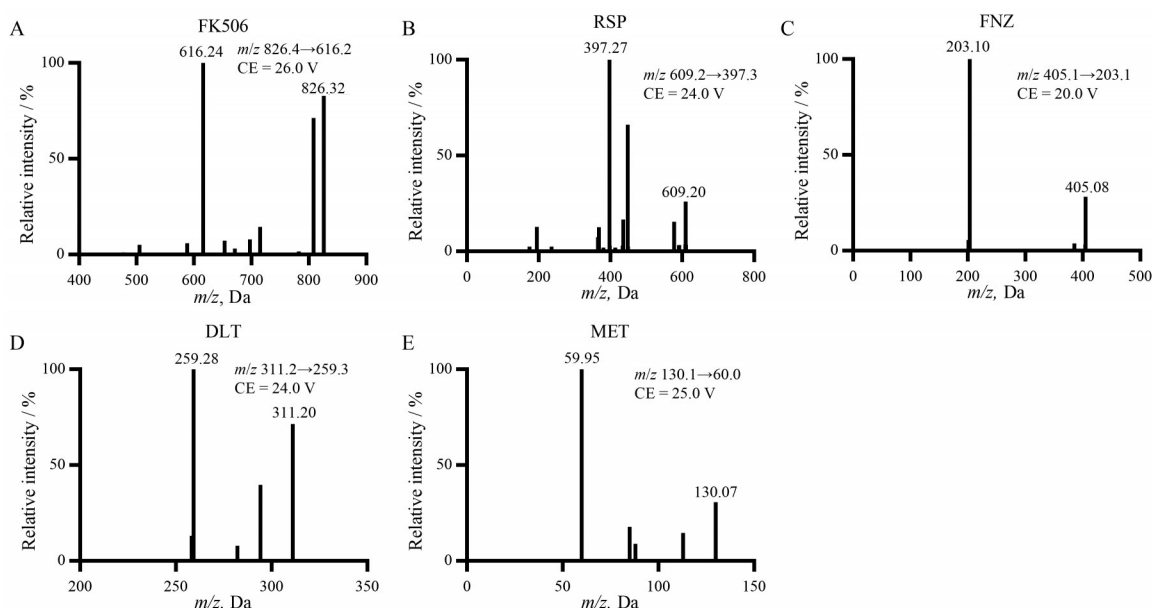 A
FK506
616.24
m/z 826.4→616.2
CE = 26.0 V
826.32
100
50
0
Relative intensity / %
400 500 600 700 800 900
m/z, Da
B
RSP
397.27
m/z 609.2→397.3
CE = 24.0 V
609.20
100
50
0
Relative intensity / %
0 200 400 600 800
m/z, Da
C
FNZ
203.10
m/z 405.1→203.1
CE = 20.0 V
405.08
100
50
0
Relative intensity / %
0 100 200 300 400 500
m/z, Da
D
DLT
259.28
m/z 311.2→259.3
CE = 24.0 V
311.20
100
50
0
Relative intensity / %
200 250 300 350
m/z, Da
E
MET
59.95
m/z 130.1→60.0
CE = 25.0 V
130.07
100
50
0
Relative intensity / %
0 50 100 150
m/z, Da